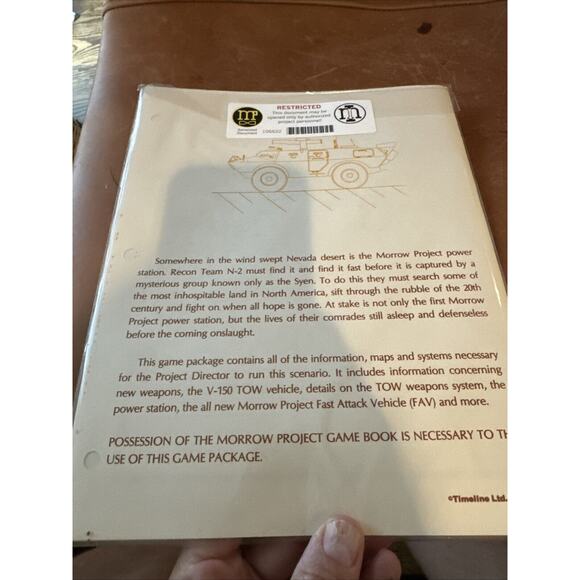 RESTRICTED
This document may be
opened only by authorized
project personnel!
MP
Serialized
Document
Somewhere in the wind swept Nevada desert is the Morrow Project power
station. Recon Team N-2 must find it and find it fast before it is captured by a
mysterious group known only as the Syen. To do this they must search some of
the most inhospitable land in North America, sift through the rubble of the 20th
century and fight on when all hope is gone. At stake is not only the first Morrow
Project power station, but the lives of their comrades still asleep and defenseless
before the coming onslaught.
This game package contains all of the information, maps and systems necessary
for the Project Director to run this scenario. It includes information concerning
new weapons, the V-150 TOW vehicle, details on the TOW weapons system, the
power station, the all new Morrow Project Fast Attack Vehicle (FAV) and more.
POSSESSION OF THE MORROW PROJECT GAME BOOK IS NECESSARY TO TH
USE OF THIS GAME PACKAGE.
©Timeline Ltd.